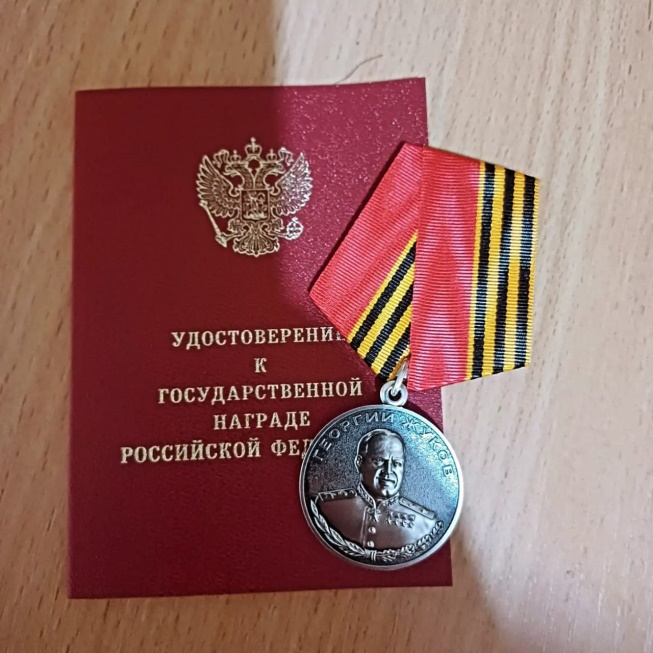 УДОСТОВЕРЕНИ
К
ГОСУДАРСТВЕННОЙ
НАГРАДЕ
РОССИЙСКОЙ ФЕД
ГЕОРГИЙ ЖУКОВ